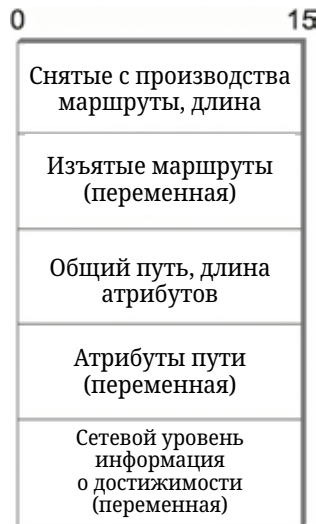 0 15
Снятые с производства
маршруты, длина
Изъятые маршруты
(переменная)
Общий путь, длина
атрибутов
Атрибуты пути
(переменная)
Сетевой уровень
информация
о достижимости
(переменная)